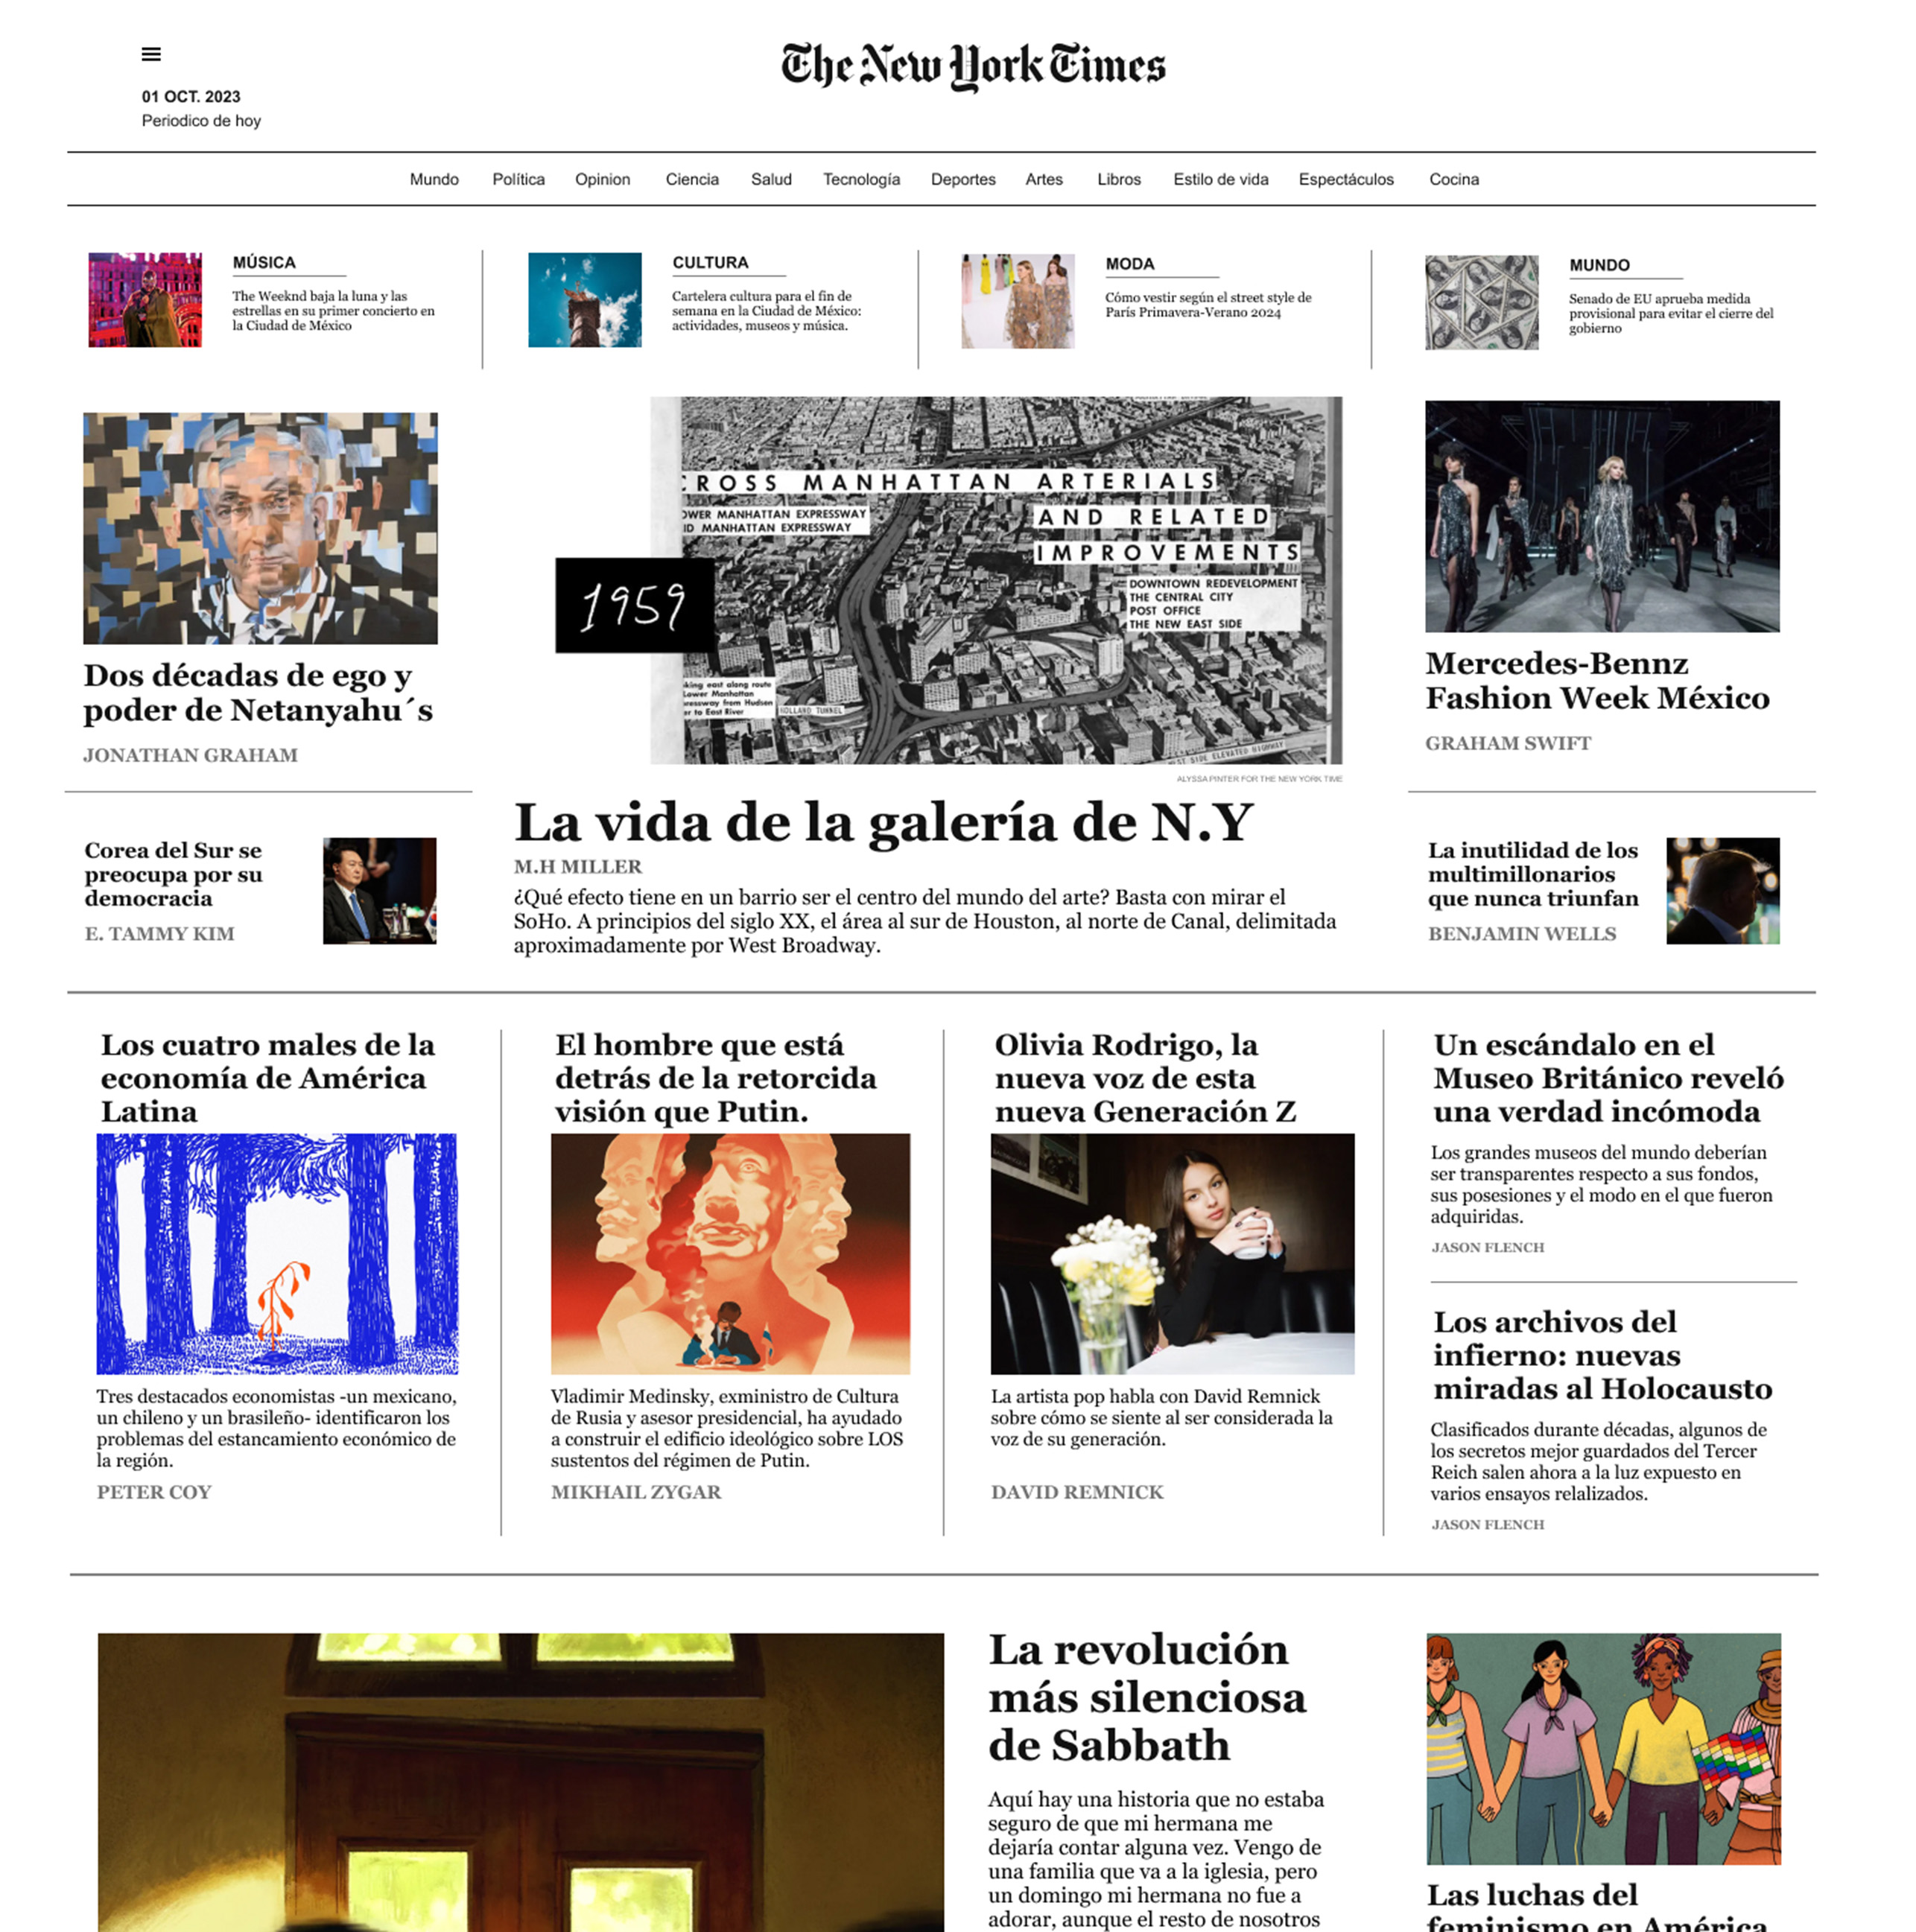 The New York Times
01 OCT. 2023
Periodico de hoy
Mundo Política Opinion Ciencia Salud Tecnología Deportes Artes Libros Estilo de vida Espectáculos Cocina
MÚSICA
The Weeknd baja la luna y las
estrellas en su primer concierto en
la Ciudad de México
CULTURA
Cartelera cultura para el fin de
semana en la Ciudad de México:
actividades, museos y música.
MODA
Cómo vestir según el street style de
París Primavera-Verano 2024
MUNDO
Senado de EU aprueba medida
provisional para evitar el cierre del
gobierno
Dos décadas de ego y
poder de Netanyahu´s
JONATHAN GRAHAM
Corea del Sur se
preocupa por su
democracia
E. TAMMY KIM
ROSS MANHATTAN ARTERIALS
AND RELATED
IMPROVEMENTS
OWER MANHATTAN EXPRESSWAY
ID MANHATTAN EXPRESSWAY
DOWNTOWN REDEVELOPMENT
THE CENTRAL CITY
POST OFFICE
THE NEW EAST SIDE
1959
king east along route
Lower Manhattan
ressway from Hudson
er to East River
HOLLAND TUNNEL
ST SIDE ELEVATED HIGHWAY
ALYSSA PINTER FOR THE NEW YORK TIME
La vida de la galería de N.Y
M.H MILLER
¿Qué efecto tiene en un barrio ser el centro del mundo del arte? Basta con mirar el
SoHo. A principios del siglo XX, el área al sur de Houston, al norte de Canal, delimitada
aproximadamente por West Broadway.
Mercedes-Bennz
Fashion Week México
GRAHAM SWIFT
La inutilidad de los
multimillonarios
que nunca triunfan
BENJAMIN WELLS
Los cuatro males de la
economía de América
Latina
Tres destacados economistas -un mexicano,
un chileno y un brasileño- identificaron los
problemas del estancamiento económico de
la región.
PETER COY
El hombre que está
detrás de la retorcida
visión que Putin.
Vladimir Medinsky, exministro de Cultura
de Rusia y asesor presidencial, ha ayudado
a construir el edificio ideológico sobre LOS
sustentos del régimen de Putin.
MIKHAIL ZYGAR
Olivia Rodrigo, la
nueva voz de esta
nueva Generación Z
La artista pop habla con David Remnick
sobre cómo se siente al ser considerada la
voz de su generación.
DAVID REMNICK
Un escándalo en el
Museo Británico reveló
una verdad incómoda
Los grandes museos del mundo deberían
ser transparentes respecto a sus fondos,
sus posesiones y el modo en el que fueron
adquiridas.
JASON FLENCH
Los archivos del
infierno: nuevas
miradas al Holocausto
Clasificados durante décadas, algunos de
los secretos mejor guardados del Tercer
Reich salen ahora a la luz expuesto en
varios ensayos relalizados.
JASON FLENCH
La revolución
más silenciosa
de Sabbath
Aquí hay una historia que no estaba
seguro de que mi hermana me
dejaría contar alguna vez. Vengo de
una familia que va a la iglesia, pero
un domingo mi hermana no fue a
adorar, aunque el resto de nosotros
Las luchas del
feminismo en América